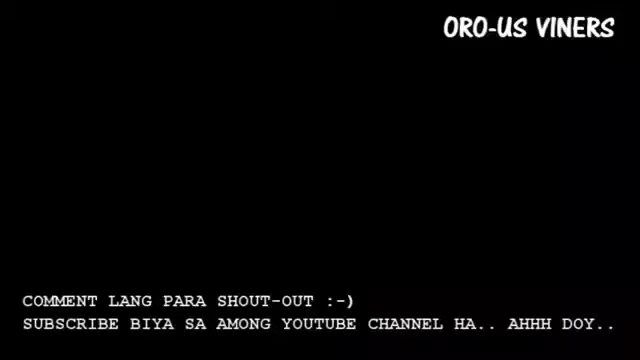 ORO-US VINERS
COMMENT LANG PARA SHOUT-OUT :-)
SUBSCRIBE BIYA SA AMONG YOUTUBE CHANNEL HA.. AHHH DOY..